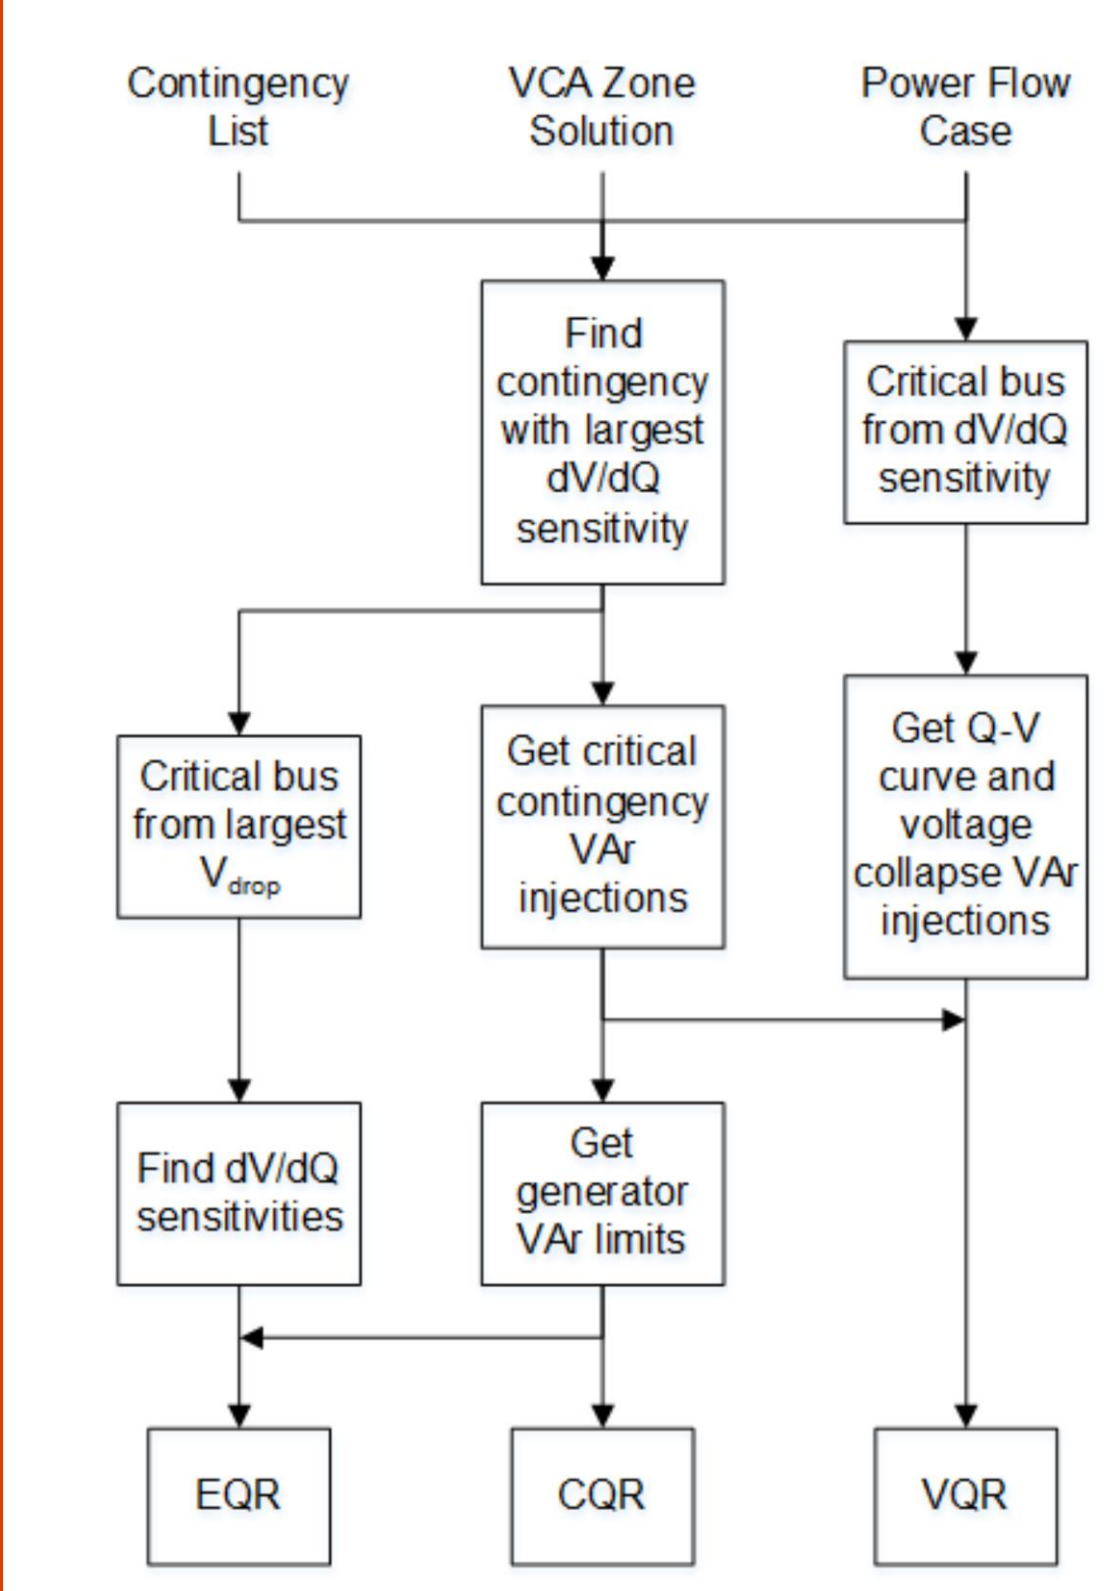 Contingency
List
VCA Zone
Solution
Power Flow
Case
Find
contingency
with largest
dV/dQ
sensitivity
Critical bus
from dV/dQ
sensitivity
Critical bus
from largest
Vdrop
Get critical
contingency
VAr
injections
Get Q-V
curve and
voltage
collapse VAr
injections
Find dV/dQ
sensitivities
Get
generator
VAr limits
EQR
CQR
VQR